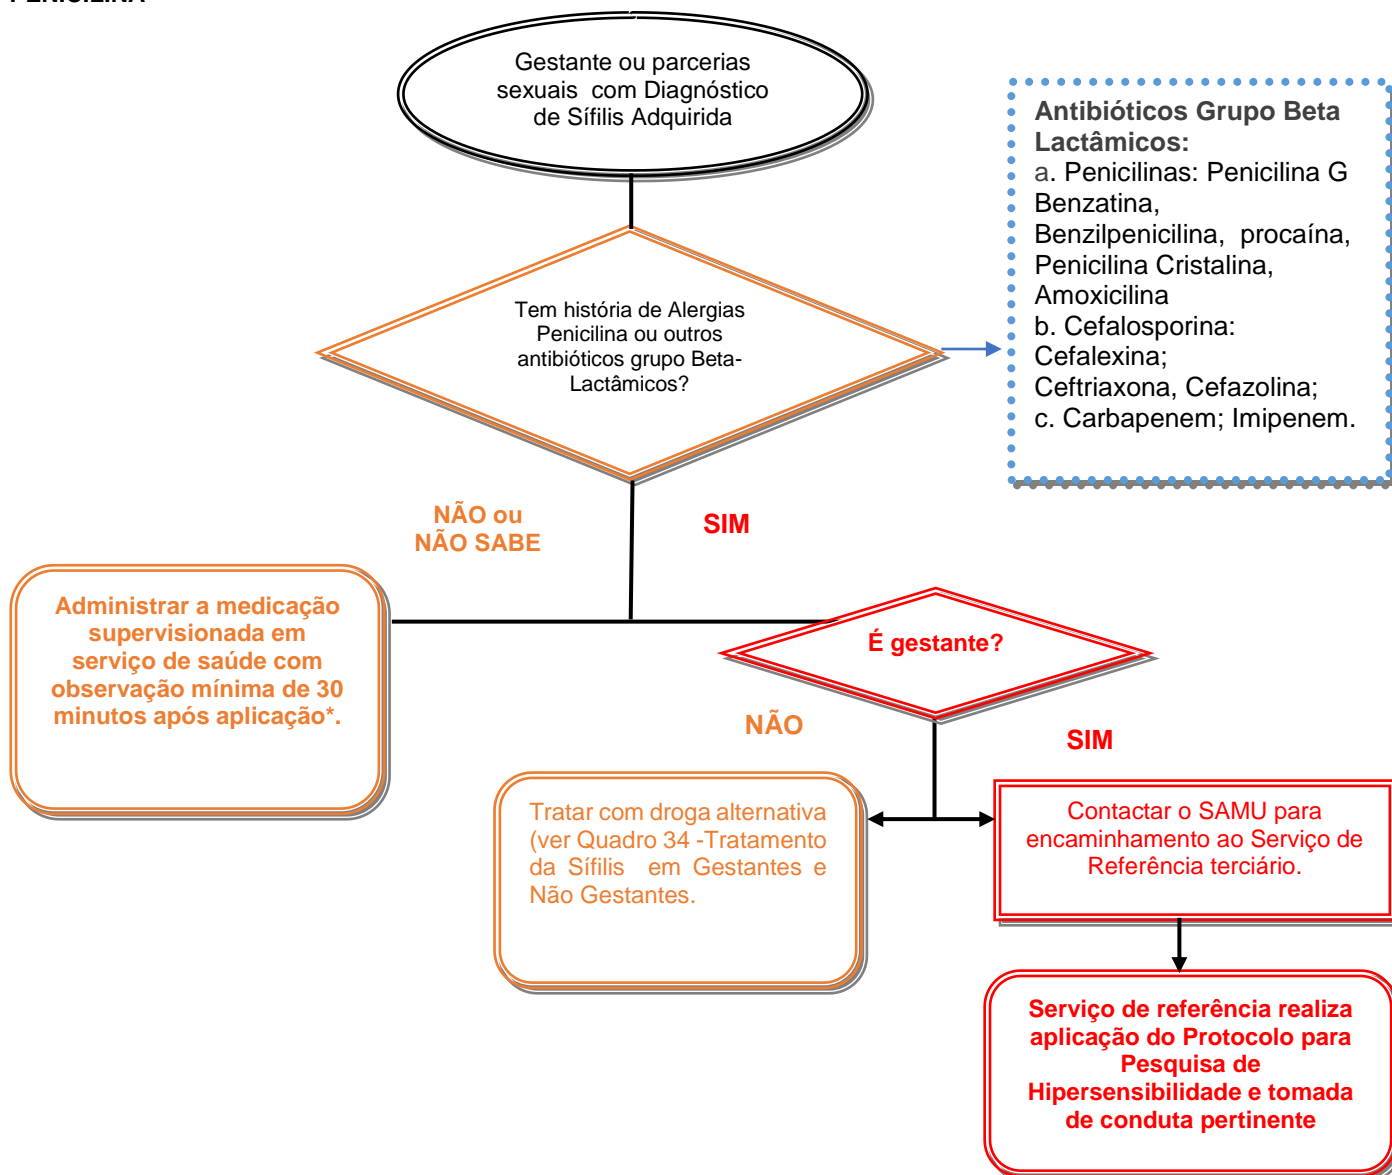 PENICILINA
Gestante ou parcerias
sexuais com Diagnóstico
de Sífilis Adquirida
Antibióticos Grupo Beta
Lactâmicos:
a. Penicilinas: Penicilina G
Benzatina,
Benzilpenicilina, procaína,
Penicilina Cristalina,
Amoxicilina
b. Cefalosporina:
Cefalexina;
Ceftriaxona, Cefazolina;
c. Carbapenem; Imipenem.
Tem história de Alergias
Penicilina ou outros
antibióticos grupo Beta-
Lactâmicos?
NÃO ou
NÃO SABE
SIM
Administrar a medicação
supervisionada em
serviço de saúde com
observação mínima de 30
minutos após aplicação*.
É gestante?
NÃO
SIM
Tratar com droga alternativa
(ver Quadro 34 -Tratamento
da Sífilis em Gestantes e
Não Gestantes.
Contactar o SAMU para
encaminhamento ao Serviço de
Referência terciário.
Serviço de referência realiza
aplicação do Protocolo para
Pesquisa de
Hipersensibilidade e tomada
de conduta pertinente